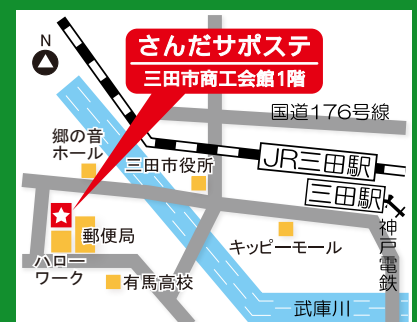 さんだサポステ
三田市商工会館1階
N
国道176号線
郷の音
ホール
三田市役所
JR三田駅
三田駅
神戸電鉄
郵便局
キッピーモール
ハロー
ワーク
有馬高校
武庫川